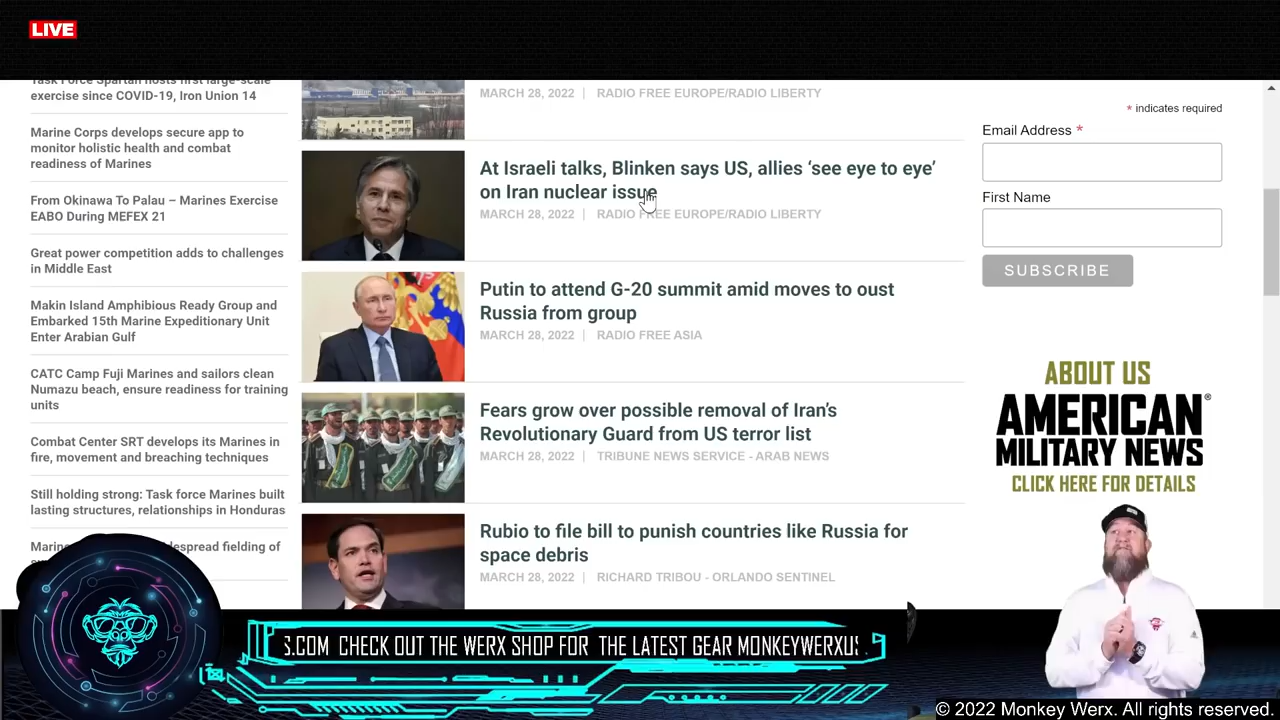 LIVE
Task Force Spartan hosts first large-scale
exercise since COVID-19, Iron Union 14
Marine Corps develops secure app to
monitor holistic health and combat
readiness of Marines
From Okinawa To Palau – Marines Exercise
EABO During MEFEX 21
Great power competition adds to challenges
in Middle East
Makin Island Amphibious Ready Group and
Embarked 15th Marine Expeditionary Unit
Enter Arabian Gulf
CATC Camp Fuji Marines and sailors clean
Numazu beach, ensure readiness for training
units
Combat Center SRT develops its Marines in
fire, movement and breaching techniques
Still holding strong: Task force Marines built
lasting structures, relationships in Honduras
MARCH 28, 2022 | RADIO FREE EUROPE/RADIO LIBERTY
At Israeli talks, Blinken says US, allies ‘see eye to eye’
on Iran nuclear issue
MARCH 28, 2022 | RADIO FREE EUROPE/RADIO LIBERTY
Putin to attend G-20 summit amid moves to oust
Russia from group
MARCH 28, 2022 | RADIO FREE ASIA
Fears grow over possible removal of Iran’s
Revolutionary Guard from US terror list
MARCH 28, 2022 | TRIBUNE NEWS SERVICE - ARAB NEWS
Rubio to file bill to punish countries like Russia for
space debris
MARCH 28, 2022 | RICHARD TRIBOU - ORLANDO SENTINEL
* indicates required
Email Address *
First Name
SUBSCRIBE
ABOUT US
AMERICAN®
MILITARY NEWS
CLICK HERE FOR DETAILS
.COM CHECK OUT THE WERX SHOP FOR THE LATEST GEAR MONKEYWERXUS
© 2022 Monkey Werx. All rights reserved.